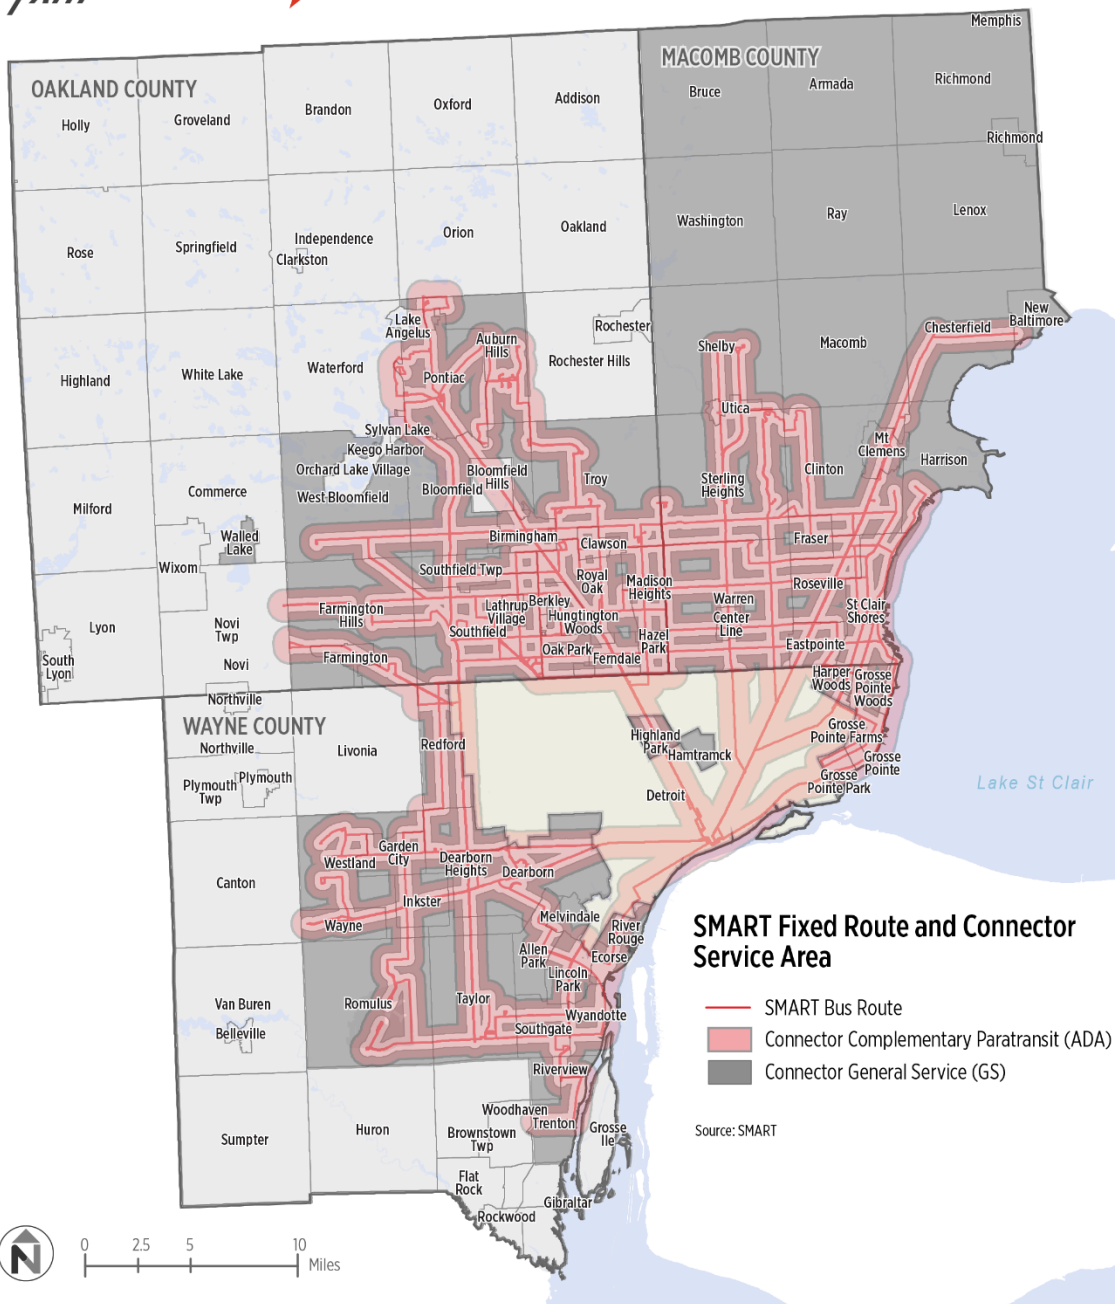 Memphis
OAKLAND COUNTY
MACOMB COUNTY
Holly
Groveland
Brandon
Oxford
Addison
Bruce
Armada
Richmond
Richmond
Rose
Springfield
Independence
Clarkston
Orion
Oakland
Washington
Ray
Lenox
Highland
White Lake
Waterford
Lake
Angelus
Auburn
Hills
Pontiac
Rochester
Rochester Hills
Shelby
Macomb
Chesterfield
New
Baltimore
Utica
Sylvan Lake
Keego Harbor
Orchard Lake Village
West Bloomfield
Bloomfield
Bloomfield
Hills
Troy
Sterling
Heights
Clinton
Mt
Clemens
Harrison
Milford
Commerce
Walled
Lake
Wixom
Birmingham
Clawson
Fraser
Southfield Twp
Royal
Oak
Madison
Heights
Roseville
Lyon
Novi
Twp
Novi
South
Lyon
Farmington
Hills
Farmington
Lathrup
Village
Southfield
Berkley
Hungtington
Woods
Oak Park
Ferndale
Hazel
Park
Warren
Center
Line
St Clair
Shores
Eastpointe
Harper
Woods
Grosse
Pointe
Woods
Northville
WAYNE COUNTY
Northville
Livonia
Redford
Highland
Park
Hamtramck
Grosse
Pointe Farms
Grosse
Pointe
Grosse
Pointe Park
Plymouth
Twp
Plymouth
Detroit
Lake St Clair
Canton
Westland
Garden
City
Dearborn
Heights
Dearborn
Inkster
Wayne
Melvindale
River
Rouge
Allen
Park
Ecorse
Lincoln
Park
Van Buren
Belleville
Romulus
Taylor
Wyandotte
Southgate
Riverview
Sumpter
Huron
Woodhaven
Brownstown
Twp
Trenton
Grosse
Ile
Flat
Rock
Rockwood
Gibraltar
SMART Fixed Route and Connector
Service Area
SMART Bus Route
Connector Complementary Paratransit (ADA)
Connector General Service (GS)
Source: SMART
N
0 2.5 5 10
Miles